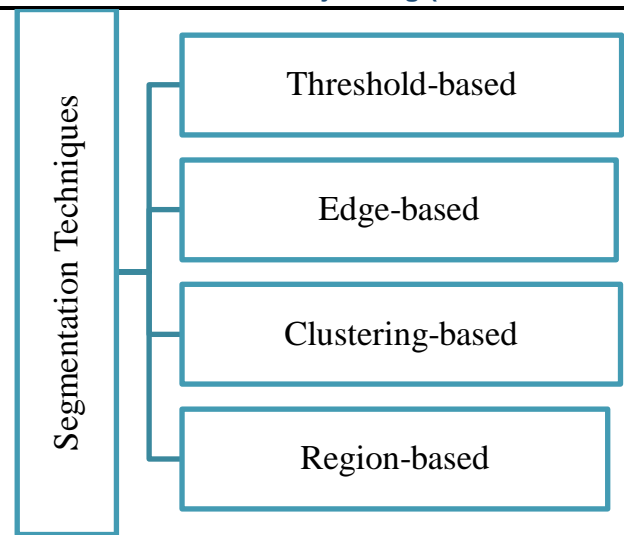 Segmentation Techniques
Threshold-based
Edge-based
Clustering-based
Region-based